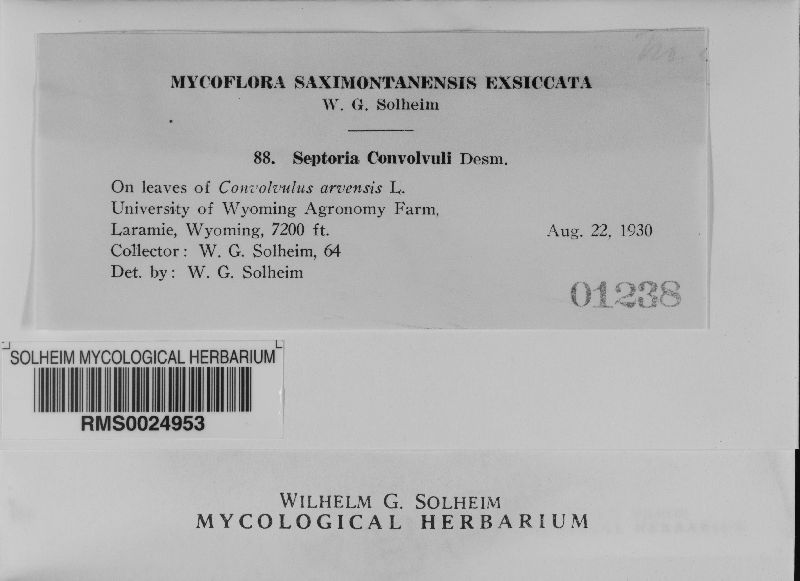 MYCOFLORA SAXIMONTANENSIS EXSICCATA
W. G. Solheim
88. Septoria Convolvuli Desm.
On leaves of Convolvulus arvensis L.
University of Wyoming Agronomy Farm,
Laramie, Wyoming, 7200 ft. Aug. 22, 1930
Collector: W. G. Solheim, 64
Det. by: W. G. Solheim
01238
SOLHEIM MYCOLOGICAL HERBARIUM
RMS0024953
WILHELM G. SOLHEIM
MYCOLOGICAL HERBARIUM